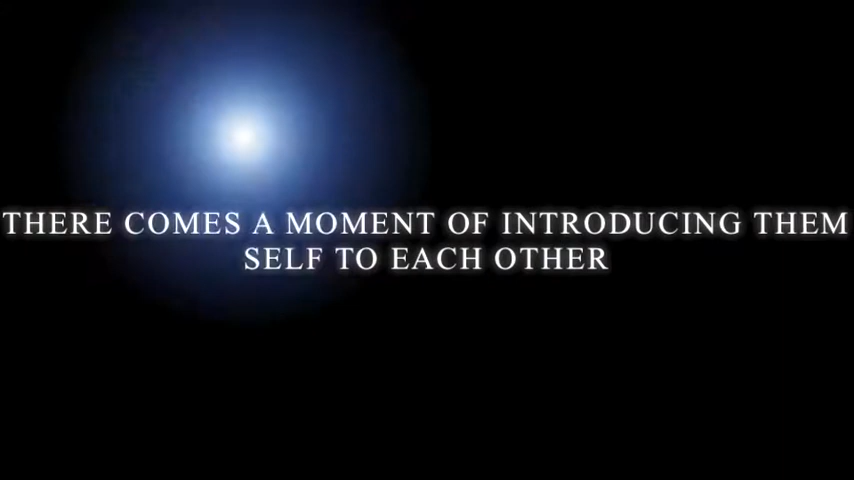 THERE COMES A MOMENT OF INTRODUCING THEM
SELF TO EACH OTHER